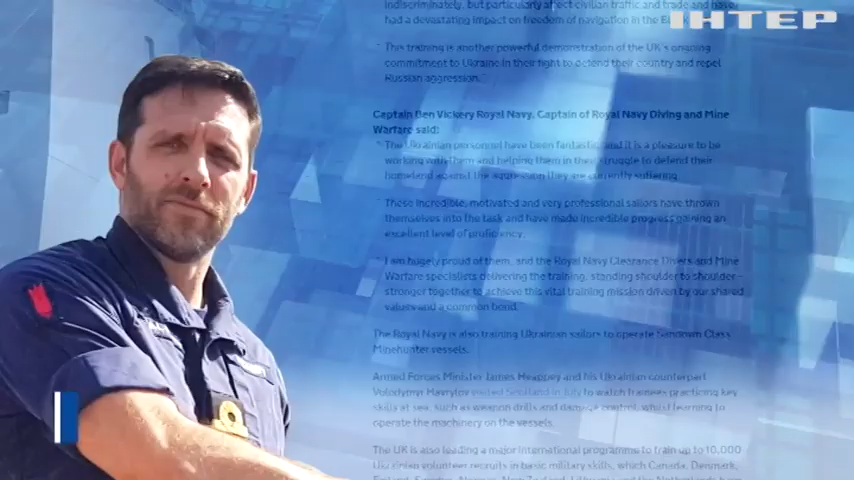 indiscriminately, but particularly affect civilian traffic and trade and have
ІНТЕР
had a devastating impact on freedom of navigation in the
" This training is another powerful demonstration of the UK's ongoing
commitment to Ukraine in their fight to defend their country and repel
Russian aggression."
Captain Ben Vickery Royal Navy, Captain of Royal Navy Diving and Mine
Warfare said:
" The Ukrainian personnel have been fantastic, and it is a pleasure to be
working with them and helping them in their struggle to defend their
homeland against the aggression they are currently suffering.
" These incredible, motivated and very professional sailors have thrown
themselves into the task and have made incredible progress gaining an
excellent level of proficiency.
" I am hugely proud of them, and the Royal Navy Clearance Divers and Mine
Warfare specialists delivering the training, standing shoulder to shoulder –
stronger together to achieve this vital training mission driven by our shared
values and a common bond.
The Royal Navy is also training Ukrainian sailors to operate Sandown Class
Minehunter vessels.
Armed Forces Minister James Heappey and his Ukrainian counterpart
Volodymyr Havrylov visited Scotland in July to watch trainees practicing key
skills at sea, such as weapon drills and damage control, whilst learning to
operate the machinery on the vessels.
The UK is also leading a major international programme to train up to 10,000
Ukrainian volunteer recruits in basic military skills, which Canada, Denmark,
Finland, Sweden, Norway, New Zealand, Lithuania and the Netherlands have